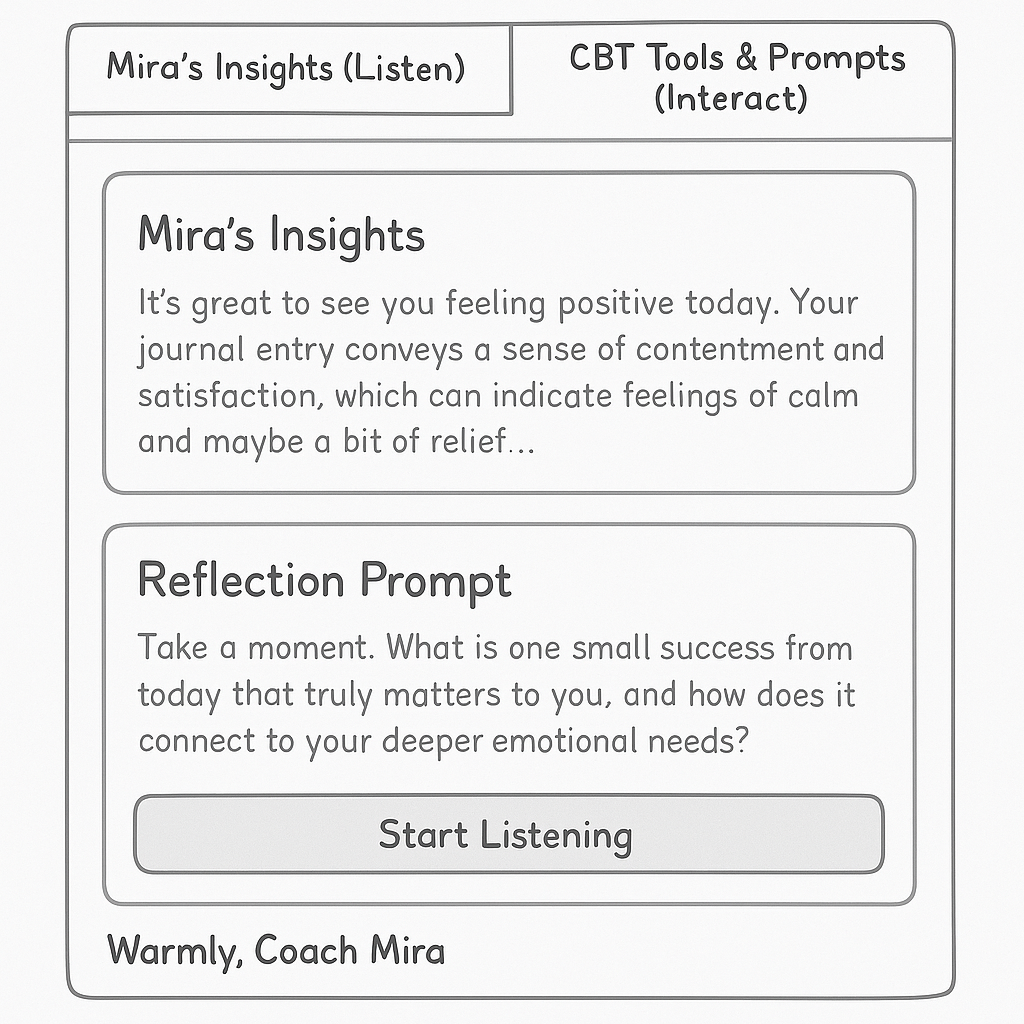 Mira's Insights (Listen)
CBT Tools & Prompts
(Interact)
Mira's Insights
It's great to see you feeling positive today. Your
journal entry conveys a sense of contentment and
satisfaction, which can indicate feelings of calm
and maybe a bit of relief...
Reflection Prompt
Take a moment. What is one small success from
today that truly matters to you, and how does it
connect to your deeper emotional needs?
Start Listening
Warmly, Coach Mira